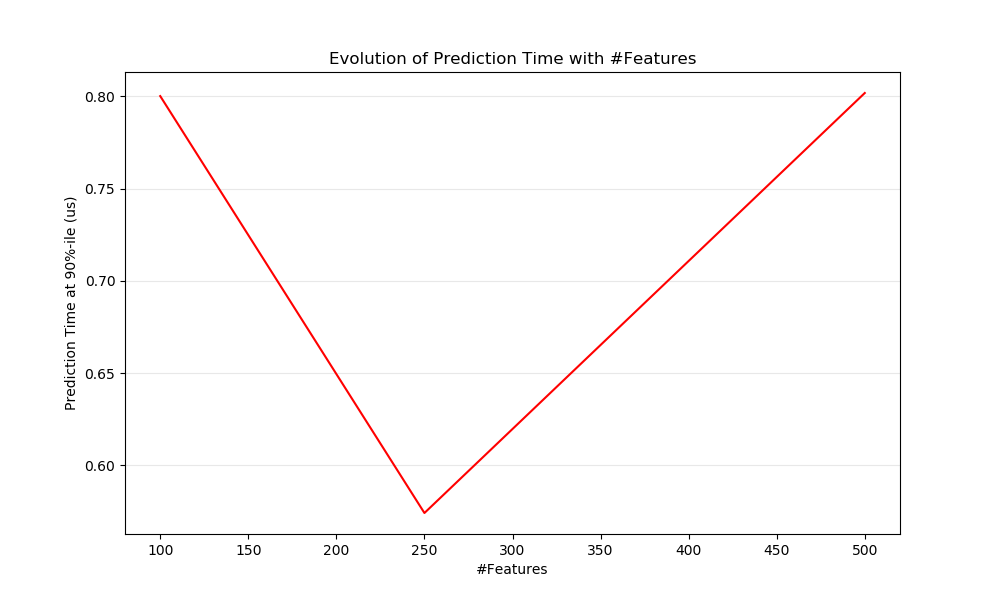 Evolution of Prediction Time with #Features
Prediction Time at 90%-ile (us)
0.80
0.75
0.70
0.65
0.60
100 150 200 250 300 350 400 450 500
#Features